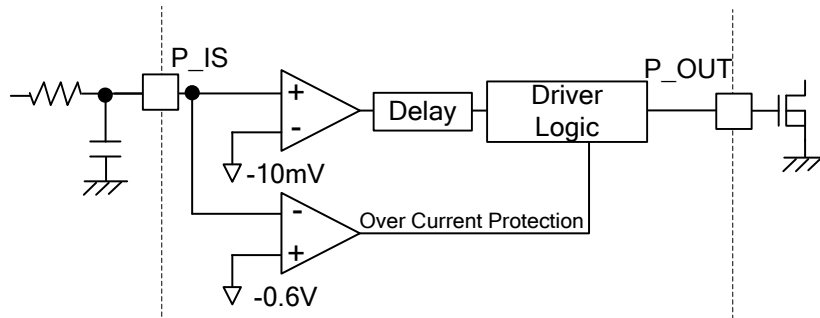 P_IS
P_OUT
+
-
Delay
Driver
Logic
-10mV
-
+
Over Current Protection
-0.6V